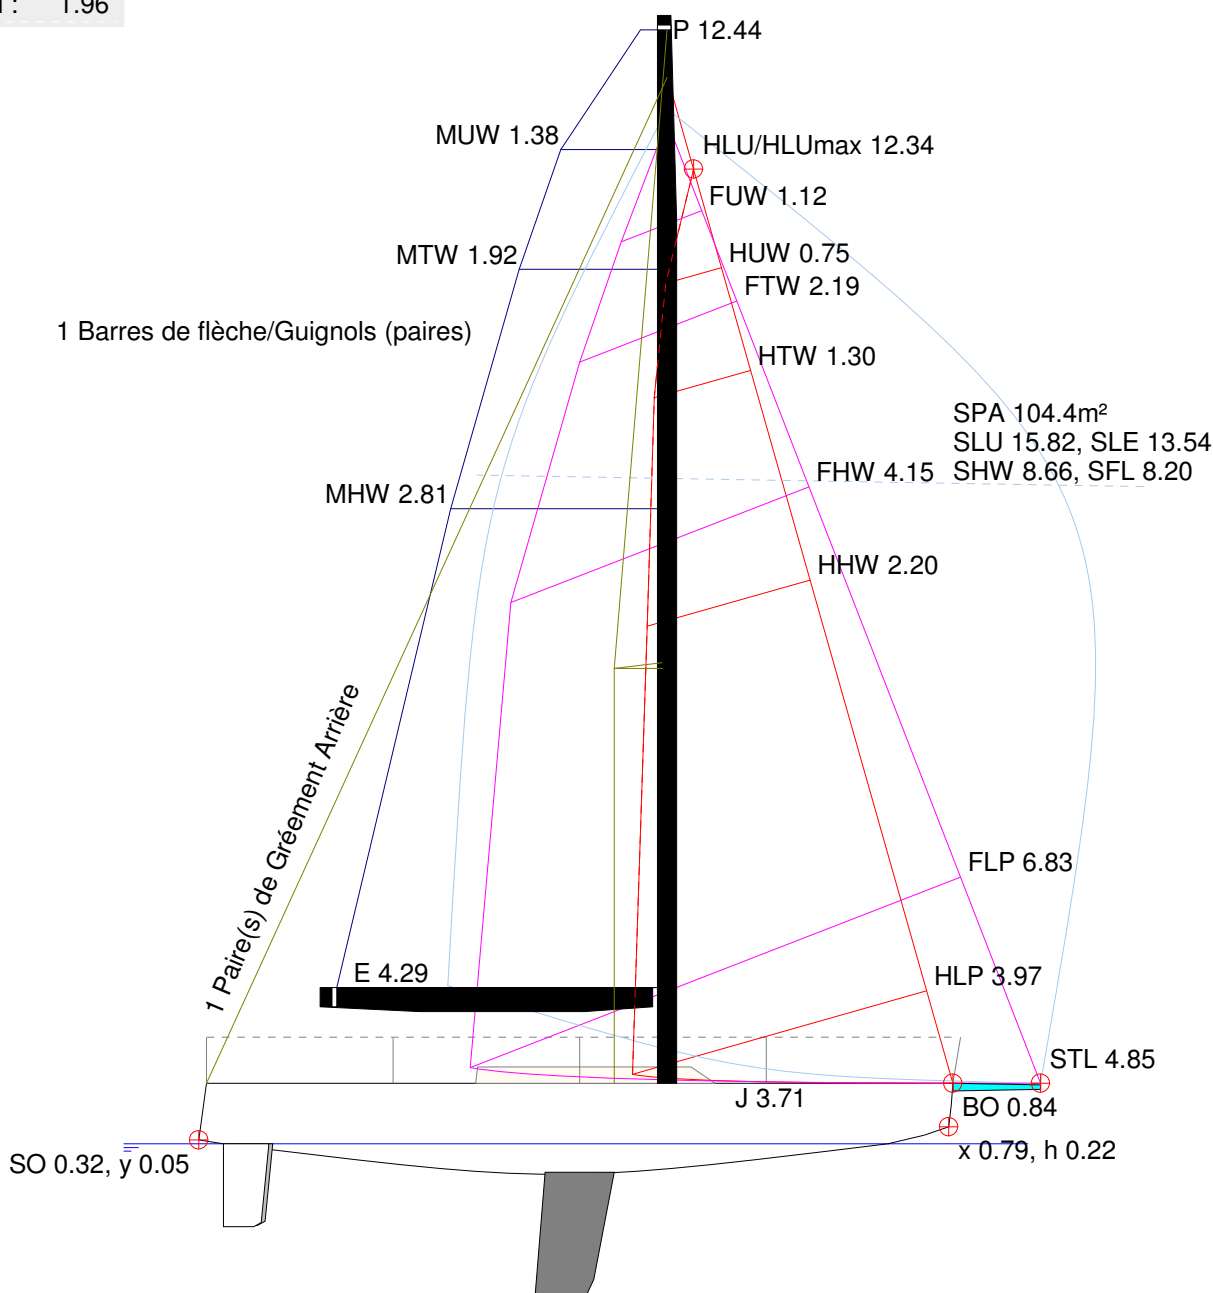 1.96
P 12.44
MUW 1.38
HLU/HLUmax 12.34
FUW 1.12
MTW 1.92
HUW 0.75
FTW 2.19
1 Barres de flèche/Guignols (paires)
HTW 1.30
SPA 104.4m²
SLU 15.82, SLE 13.54
FHW 4.15
SHW 8.66, SFL 8.20
MHW 2.81
HHW 2.20
1 Paire(s) de Gréement Arrière
FLP 6.83
E 4.29
HLP 3.97
STL 4.85
J 3.71
BO 0.84
x 0.79, h 0.22
SO 0.32, y 0.05